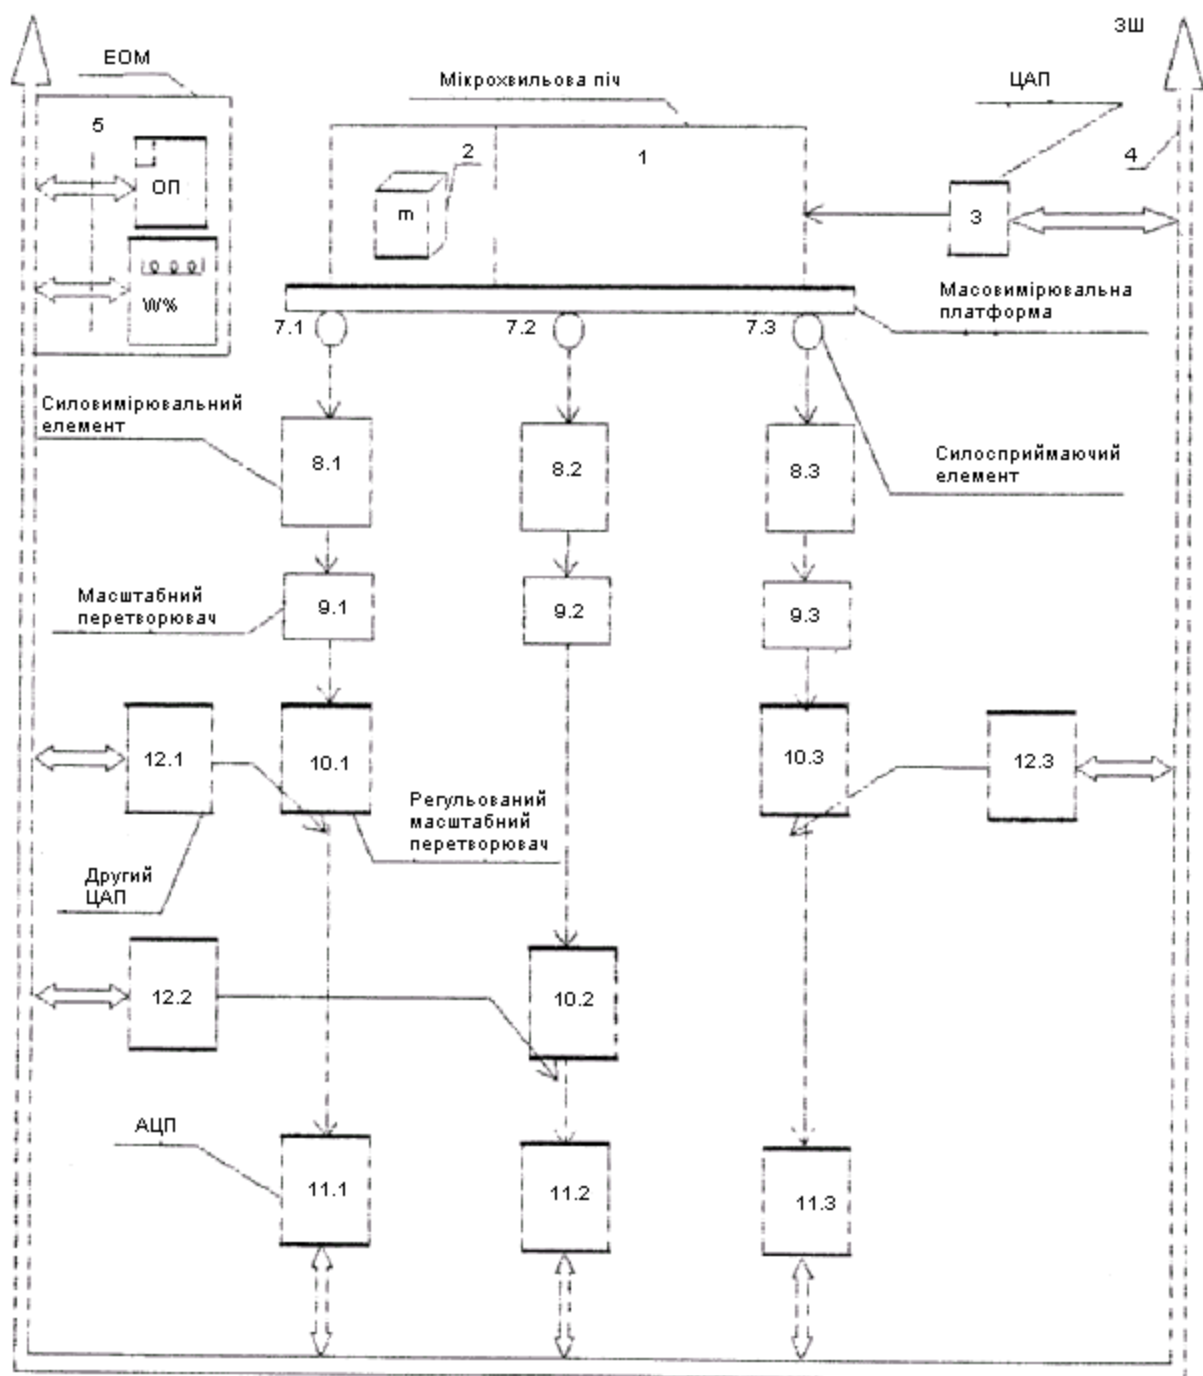 ЗШ
ЕОМ
Мікрохвильова піч
ЦАП
5
ОП
W%
2
1
m
3
4
7.1
7.2
7.3
Масовимірювальна
платформа
Силовимірювальний
елемент
8.1
8.2
8.3
Силосприймаючий
елемент
Масштабний
перетворювач
9.1
9.2
9.3
12.1
10.1
10.3
12.3
Регульований
масштабний
перетворювач
Другий
ЦАП
12.2
10.2
АЦП
11.1
11.2
11.3